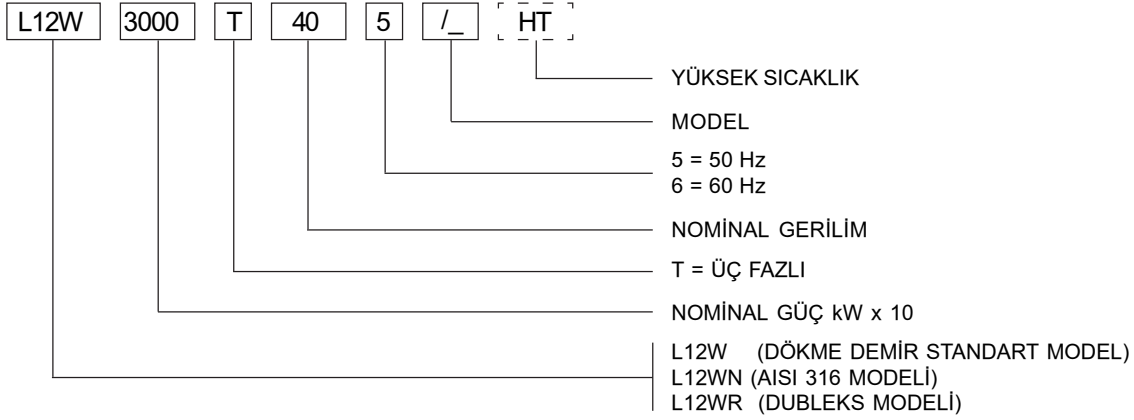 L12W 3000 T 40 5 /_ HT
YÜKSEK SICAKLIK
MODEL
5 = 50 Hz
6 = 60 Hz
NOMİNAL GERİLİM
T = ÜÇ FAZLI
NOMİNAL GÜÇ kW x 10
L12W (DÖKME DEMİR STANDART MODEL)
L12WN (AISI 316 MODELİ)
L12WR (DUBLEKS MODELİ)